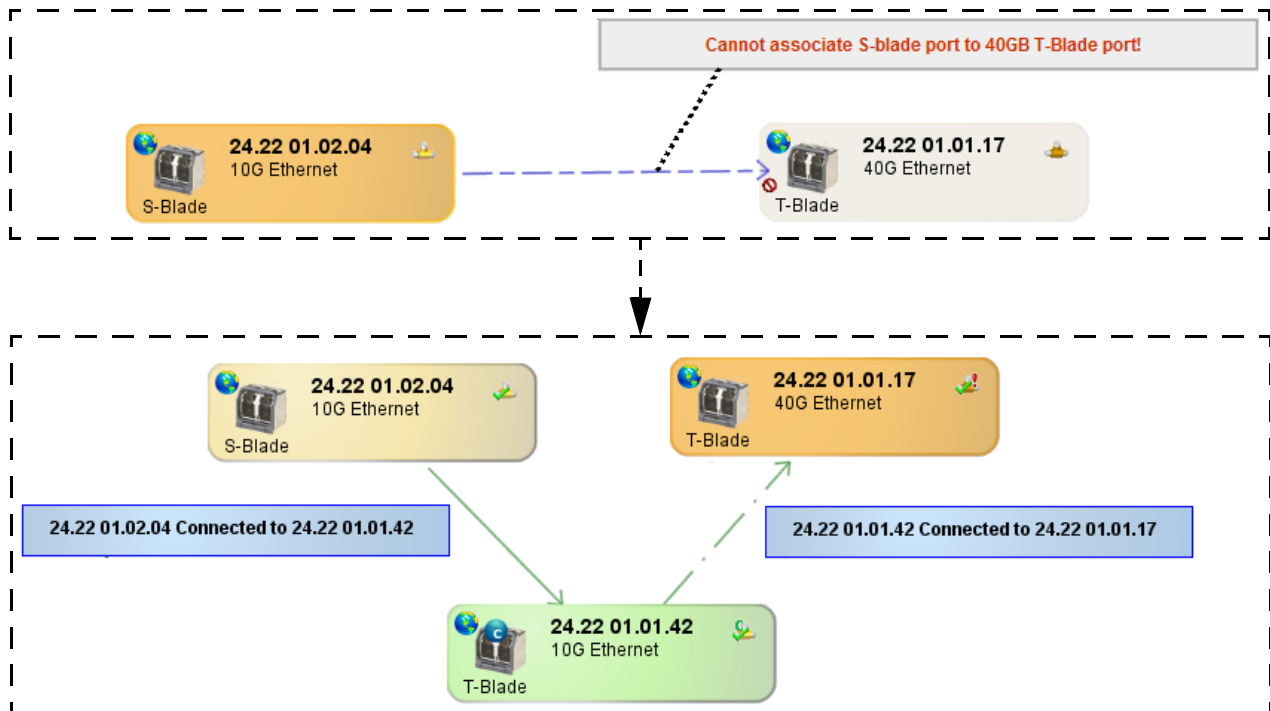 Cannot associate S-blade port to 40GB T-Blade port!
24.22 01.02.04
10G Ethernet
S-Blade
24.22 01.01.17
40G Ethernet
T-Blade
24.22 01.02.04
10G Ethernet
S-Blade
24.22 01.01.17
40G Ethernet
T-Blade
24.22 01.02.04 Connected to 24.22 01.01.42
24.22 01.01.42 Connected to 24.22 01.01.17
C
24.22 01.01.42
C
10G Ethernet
T-Blade